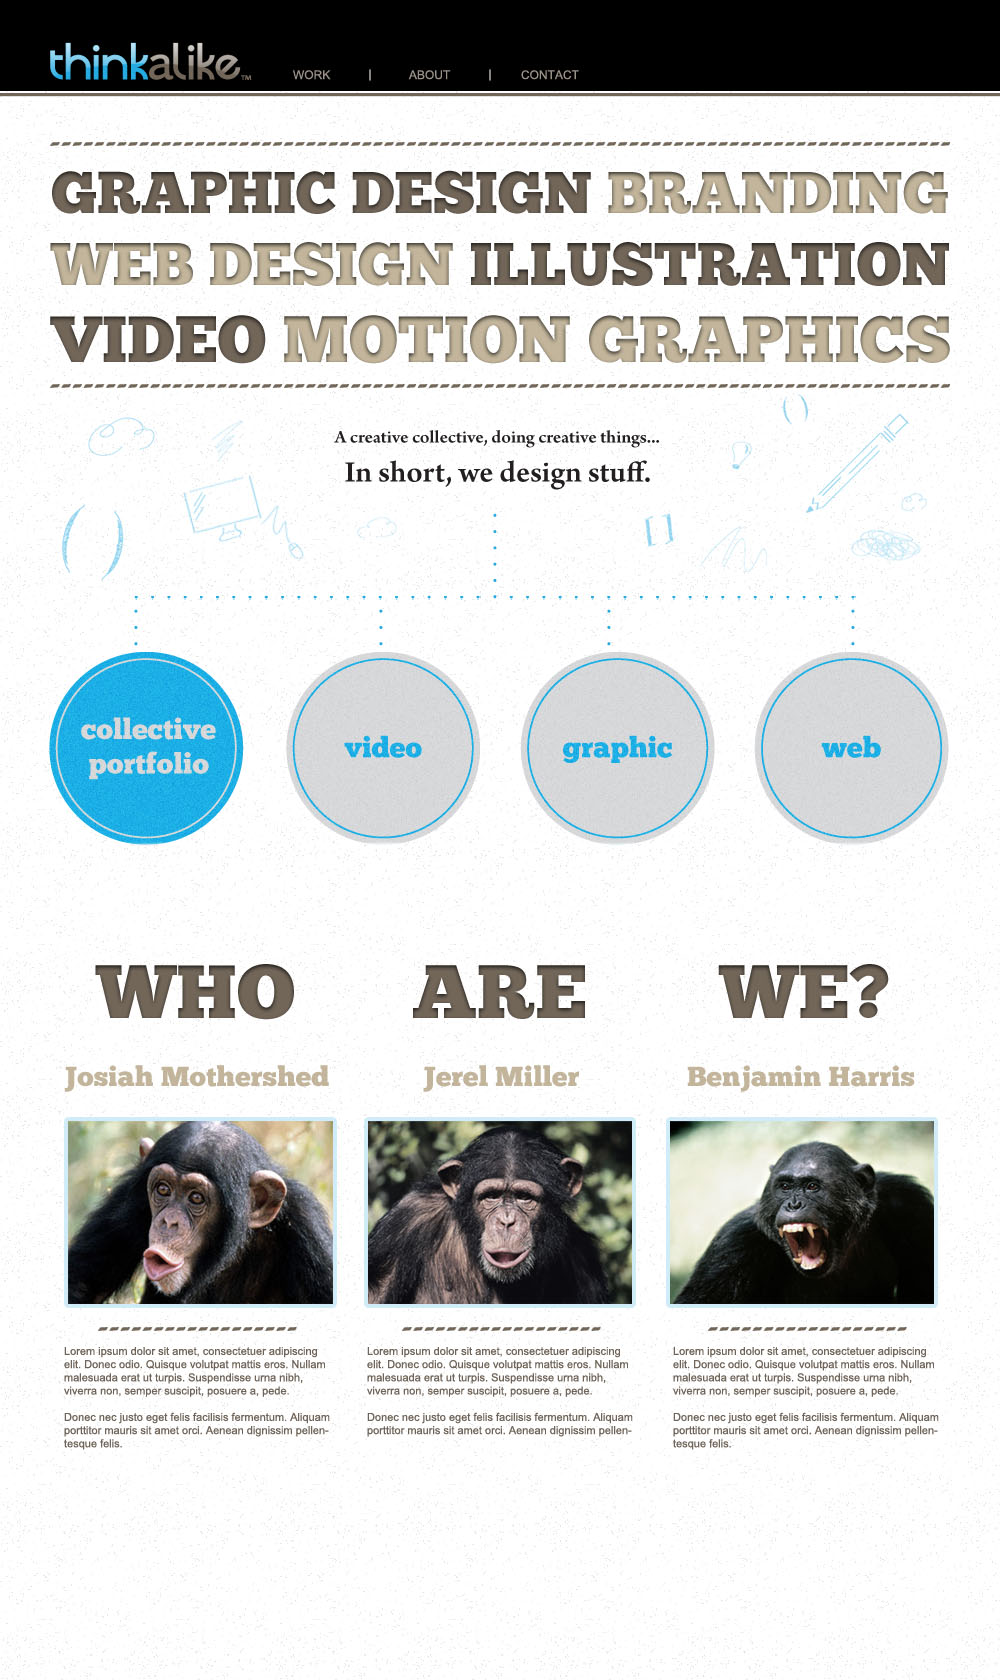 thinkalike™
WORK | ABOUT | CONTACT
GRAPHIC DESIGN BRANDING
WEB DESIGN ILLUSTRATION
VIDEO MOTION GRAPHICS
A creative collective, doing creative things...
In short, we design stuff.
collective
portfolio
video
graphic
web
WHO ARE WE?
Josiah Mothershed
Jerel Miller
Benjamin Harris
Lorem ipsum dolor sit amet, consectetuer adipiscing
elit. Donec odio. Quisque volutpat mattis eros. Nullam
malesuada erat ut turpis. Suspendisse urna nibh,
viverra non, semper suscipit, posuere a, pede.
Donec nec justo eget felis facilisis fermentum. Aliquam
porttitor mauris sit amet orci. Aenean dignissim pellen-
tesque felis.
Lorem ipsum dolor sit amet, consectetuer adipiscing
elit. Donec odio. Quisque volutpat mattis eros. Nullam
malesuada erat ut turpis. Suspendisse urna nibh,
viverra non, semper suscipit, posuere a, pede.
Donec nec justo eget felis facilisis fermentum. Aliquam
porttitor mauris sit amet orci. Aenean dignissim pellen-
Lorem ipsum dolor sit amet, consectetuer adipiscing
elit. Donec odio. Quisque volutpat mattis eros. Nullam
malesuada erat ut turpis. Suspendisse urna nibh,
viverra non, semper suscipit, posuere a, pede.
Donec nec justo eget felis facilisis fermentum. Aliquam
porttitor mauris sit amet orci. Aenean dignissim pellen-
tesque felis.